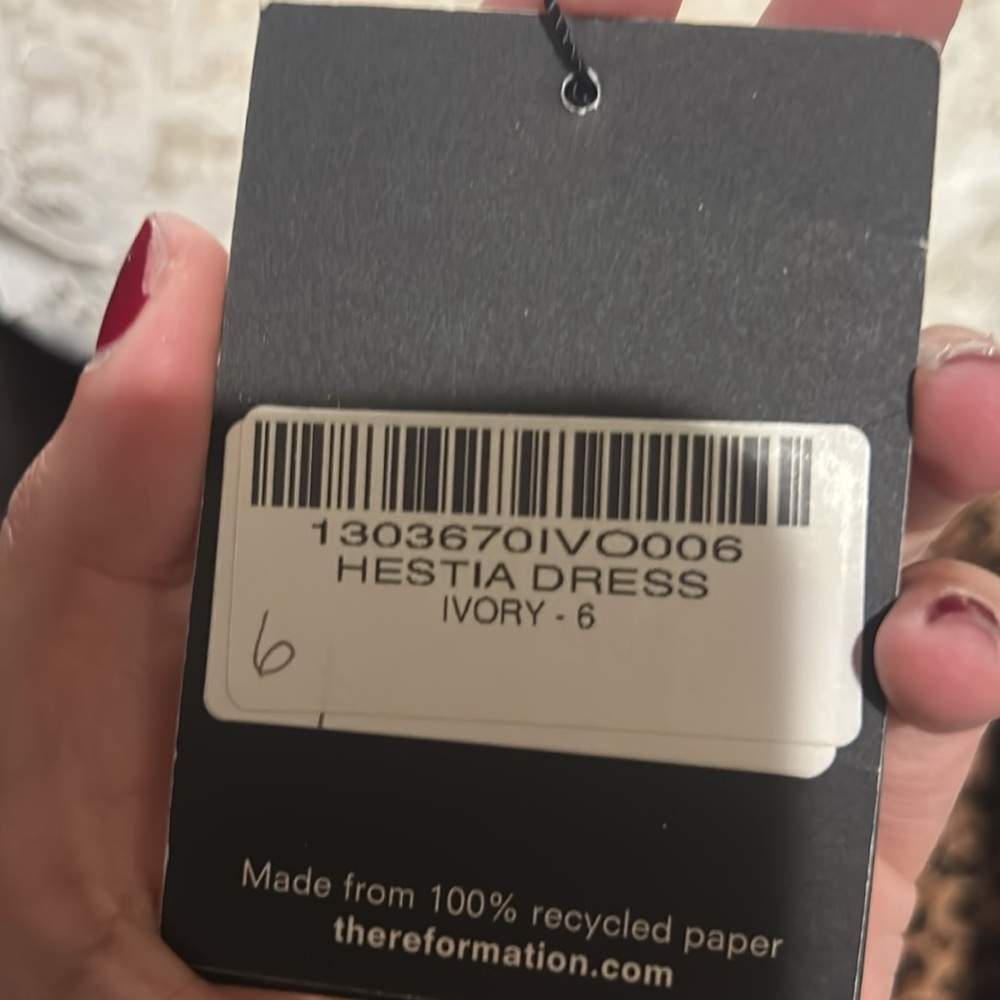 1303670IVO006
HESTIA DRESS
IVORY - 6
6
Made from 100% recycled paper
thereformation.com